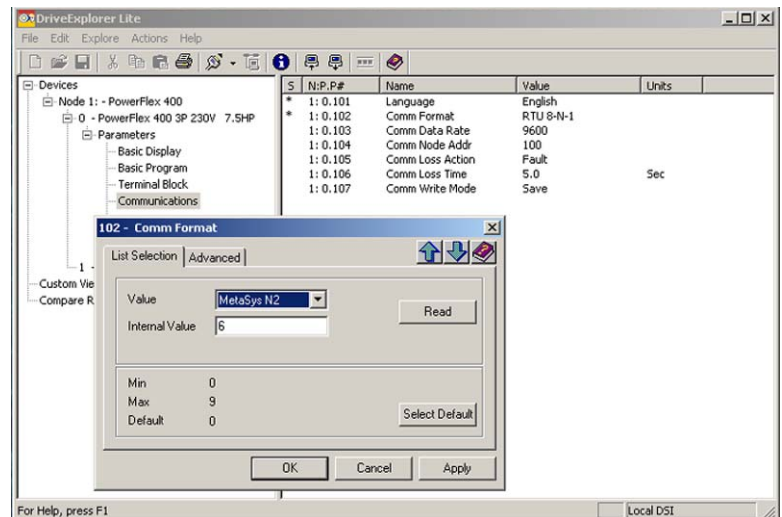 DriveExplorer Lite
File Edit Explore Actions Help
Devices
Node 1: - PowerFlex 400
0 - PowerFlex 400 3P 230V 7.5HP
Parameters
Basic Display
Basic Program
Terminal Block
Communications
1 -
Custom Vie
Compare R
S N:P.P# Name Value Units
* 1: 0.101 Language English
* 1: 0.102 Comm Format RTU 8-N-1
1: 0.103 Comm Data Rate 9600
1: 0.104 Comm Node Addr 100
1: 0.105 Comm Loss Action Fault
1: 0.106 Comm Loss Time 5.0 Sec
1: 0.107 Comm Write Mode Save
102 - Comm Format
List Selection Advanced
Value MetaSys N2
Read
Internal Value 6
Min 0
Max 9
Default 0
Select Default
OK Cancel Apply
For Help, press F1 Local DSI